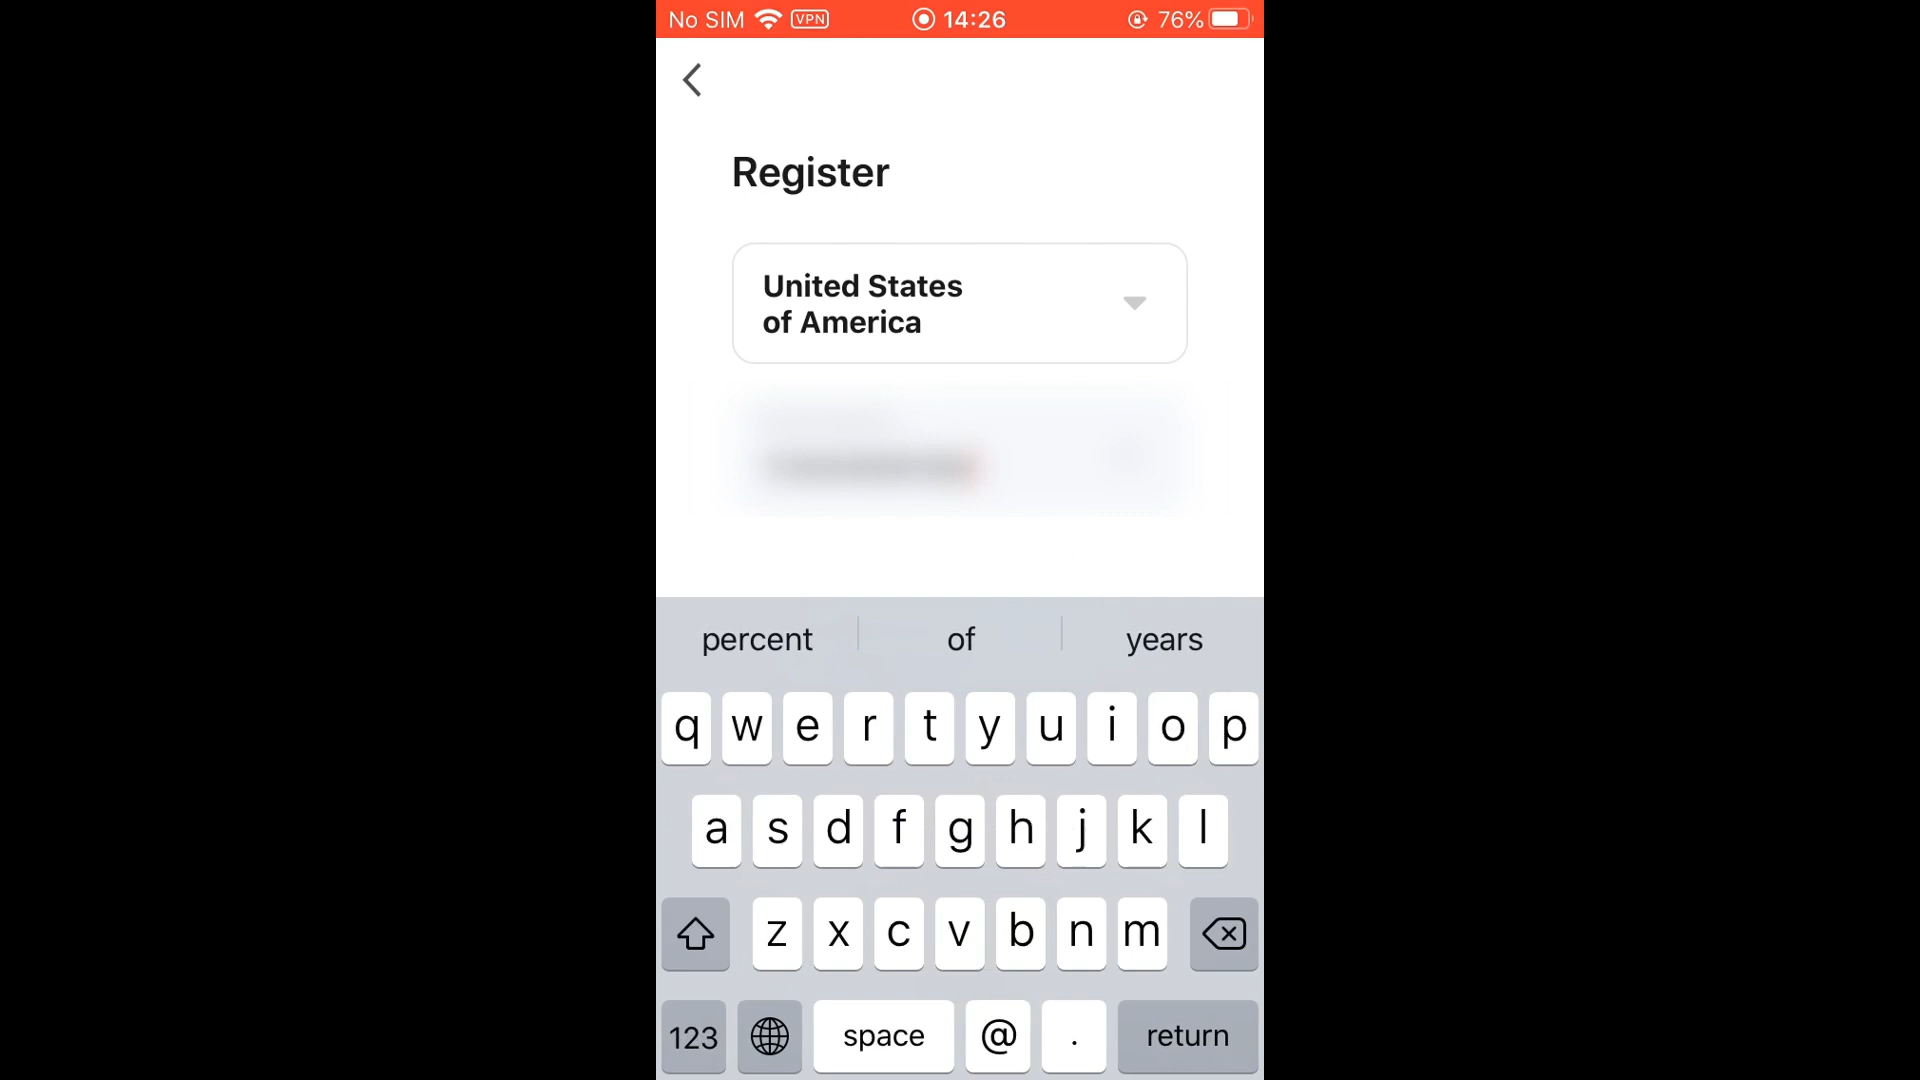 No SIM VPN 14:26 76%
Register
United States
of America
percent of years
q w e r t y u i o p
a s d f g h j k l
z x c v b n m
123 space @ . return